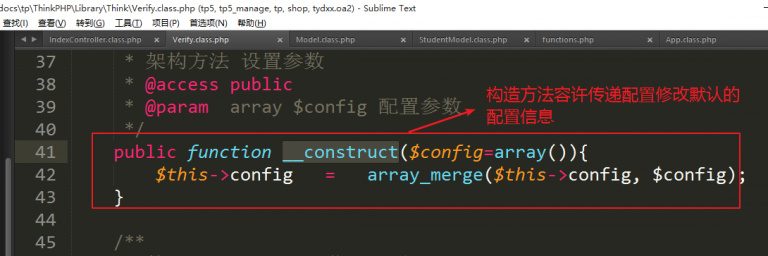 docs\tp\ThinkPHP\Library\Think\Verify.class.php (tp5, tp5_manage, tp, shop, tydxx.oa2) - Sublime Text
查找(I) 查看(V) 转到(G) 工具(T) 项目(P) 首选项(N) 帮助(H)
IndexController.class.php Verify.class.php Model.class.php StudentModel.class.php functions.php App.class.php
37 * 架构方法 设置参数
38 * @access public
39 * @param array $config 配置参数
构造方法容许传递配置修改默认的
配置信息
40 */
41 public function __construct($config=array()){
42 $this->config = array_merge($this->config, $config);
43 }
44
45 /**